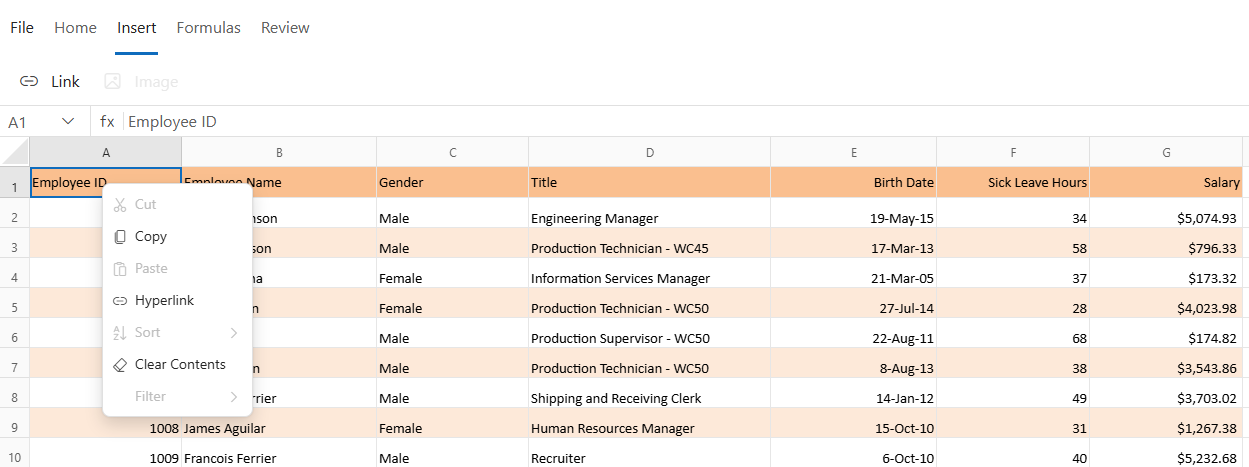 File Home Insert Formulas Review
Link Image
A1 fx Employee ID
A B C D E F G
1 Employee ID Employee Name Gender Title Birth Date Sick Leave Hours Salary
Cut
2 nson Male Engineering Manager 19-May-15 34 $5,074.93
Copy
3 son Male Production Technician - WC45 17-Mar-13 58 $796.33
Paste
4 na Female Information Services Manager 21-Mar-05 37 $173.32
Hyperlink
5 n Female Production Technician - WC50 27-Jul-14 28 $4,023.98
Sort
6 Male Production Supervisor - WC50 22-Aug-11 68 $174.82
Clear Contents
7 n Male Production Technician - WC50 8-Aug-13 38 $3,543.86
Filter
8 rrier Male Shipping and Receiving Clerk 14-Jan-12 49 $3,703.02
9 1008 James Aguilar Female Human Resources Manager 15-Oct-10 31 $1,267.38
10 1009 Francois Ferrier Male Recruiter 6-Oct-10 40 $5,232.68